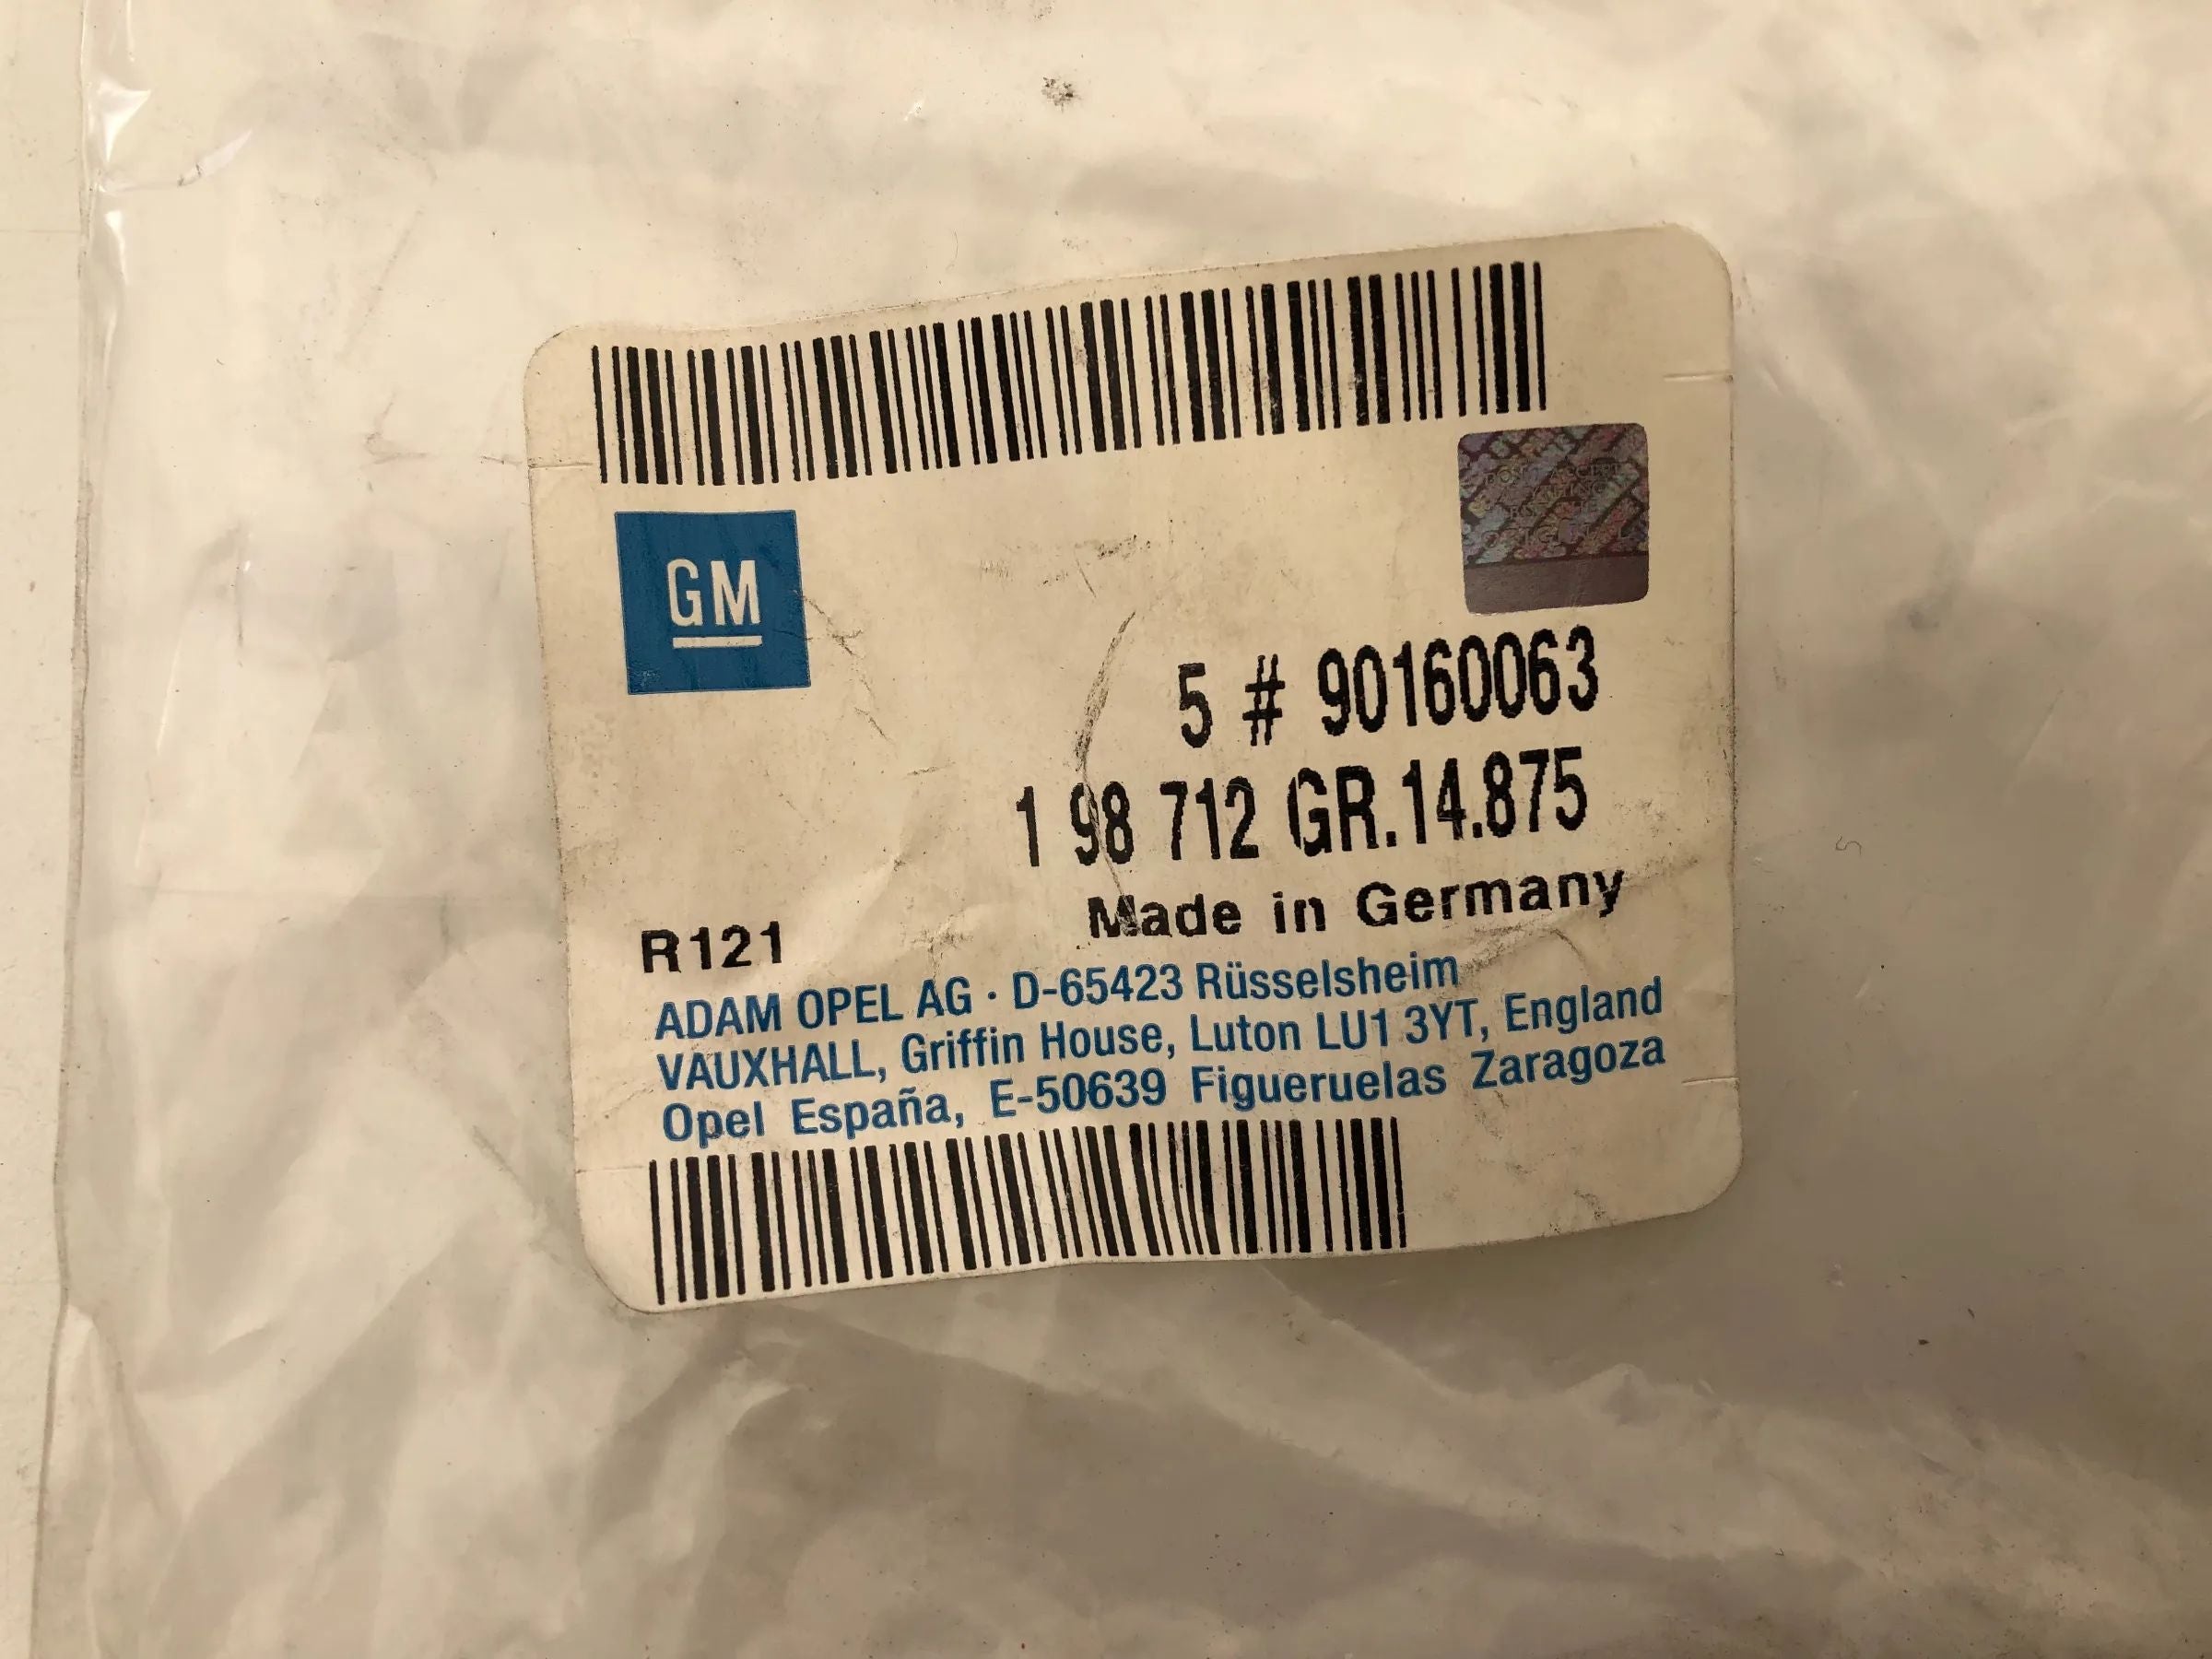 GM
5 # 90160063
1 98 712 GR.14.875
R121 Made in Germany
ADAM OPEL AG · D-65423 Rüsselsheim
VAUXHALL, Griffin House, Luton LU1 3YT, England
Opel España, E-50639 Figueruelas Zaragoza